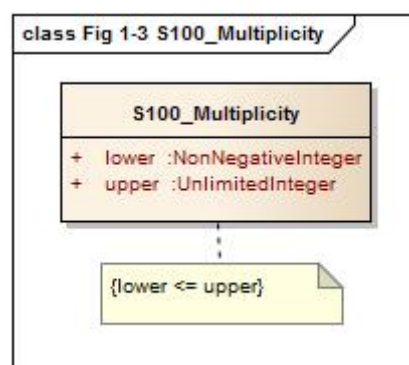 class Fig 1-3 S100_Multiplicity
S100_Multiplicity
+ lower :NonNegativeInteger
+ upper :UnlimitedInteger
{lower <= upper}